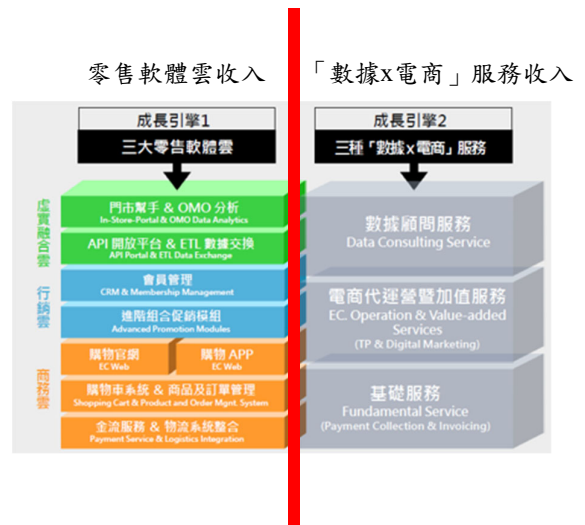 零售軟體雲收入
「數據x電商」服務收入
成長引擎1
三大零售軟體雲
虛實融合雲
門市幫手 & OMO 分析
In-Store-Portal & OMO Data Analytics
API 開放平台 & ETL 數據交換
API Portal & ETL Data Exchange
行銷雲
會員管理
CRM & Membership Management
進階組合促銷模組
Advanced Promotion Modules
商務雲
購物官網
EC Web
購物 APP
EC Web
購物車系統 & 商品及訂單管理
Shopping Cart & Product and Order Mgnt. System
金流服務 & 物流系統整合
Payment Service & Logistics Integration
成長引擎2
三種「數據x電商」服務
數據顧問服務
Data Consulting Service
電商代運營暨加值服務
EC. Operation & Value-added
Services
(TP & Digital Marketing)
基礎服務
Fundamental Service
(Payment Collection & Invoicing)